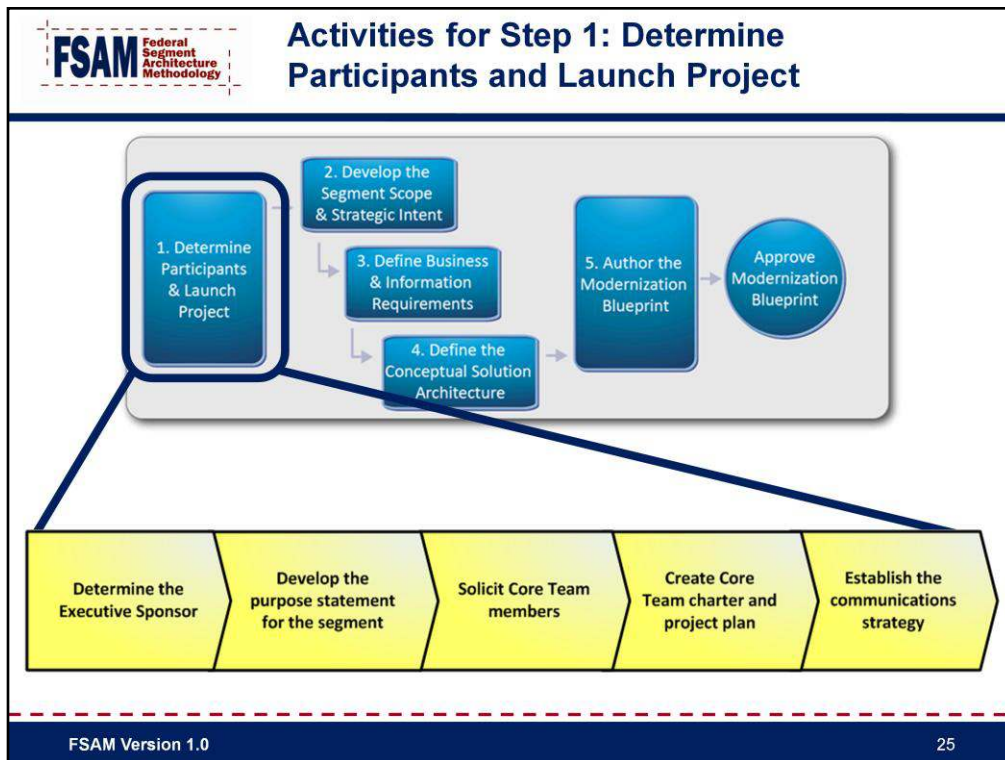 FSAM
Federal
Segment
Architecture
Methodology
Activities for Step 1: Determine
Participants and Launch Project
1. Determine
Participants
& Launch
Project
2. Develop the
Segment Scope
& Strategic Intent
3. Define Business
& Information
Requirements
4. Define the
Conceptual Solution
Architecture
5. Author the
Modernization
Blueprint
Approve
Modernization
Blueprint
Determine the
Executive Sponsor
Develop the
purpose statement
for the segment
Solicit Core Team
members
Create Core
Team charter and
project plan
Establish the
communications
strategy
FSAM Version 1.0
25